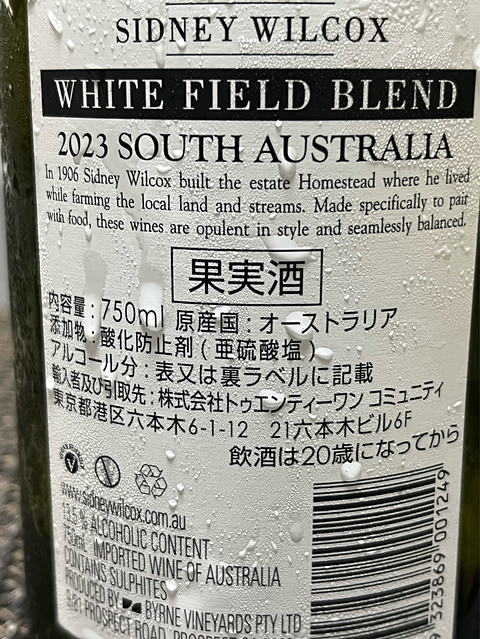 SIDNEY WILCOX
WHITE FIELD BLEND
2023 SOUTH AUSTRALIA
In 1906 Sidney Wilcox built the estate Homestead where he lived
while farming the local land and streams. Made specifically to pair
with food, these wines are opulent in style and seamlessly balanced.
果実酒
内容量：750ml 原産国：オーストラリア
添加物：酸化防止剤（亜硫酸塩）
アルコール分：表又は裏ラベルに記載
輸入者及び引取先：株式会社トゥエンティーワン コミュニティ
東京都港区六本木6-1-12 21六本木ビル6F
飲酒は20歳になってから
www.sidneywilcox.com.au
13.5% ALCOHOLIC CONTENT
750ml IMPORTED WINE OF AUSTRALIA
CONTAINS SULPHITES
PRODUCED BY BYRNE VINEYARDS PTY LTD
PROSPECT ROAD, PROSPECT
323869 001249